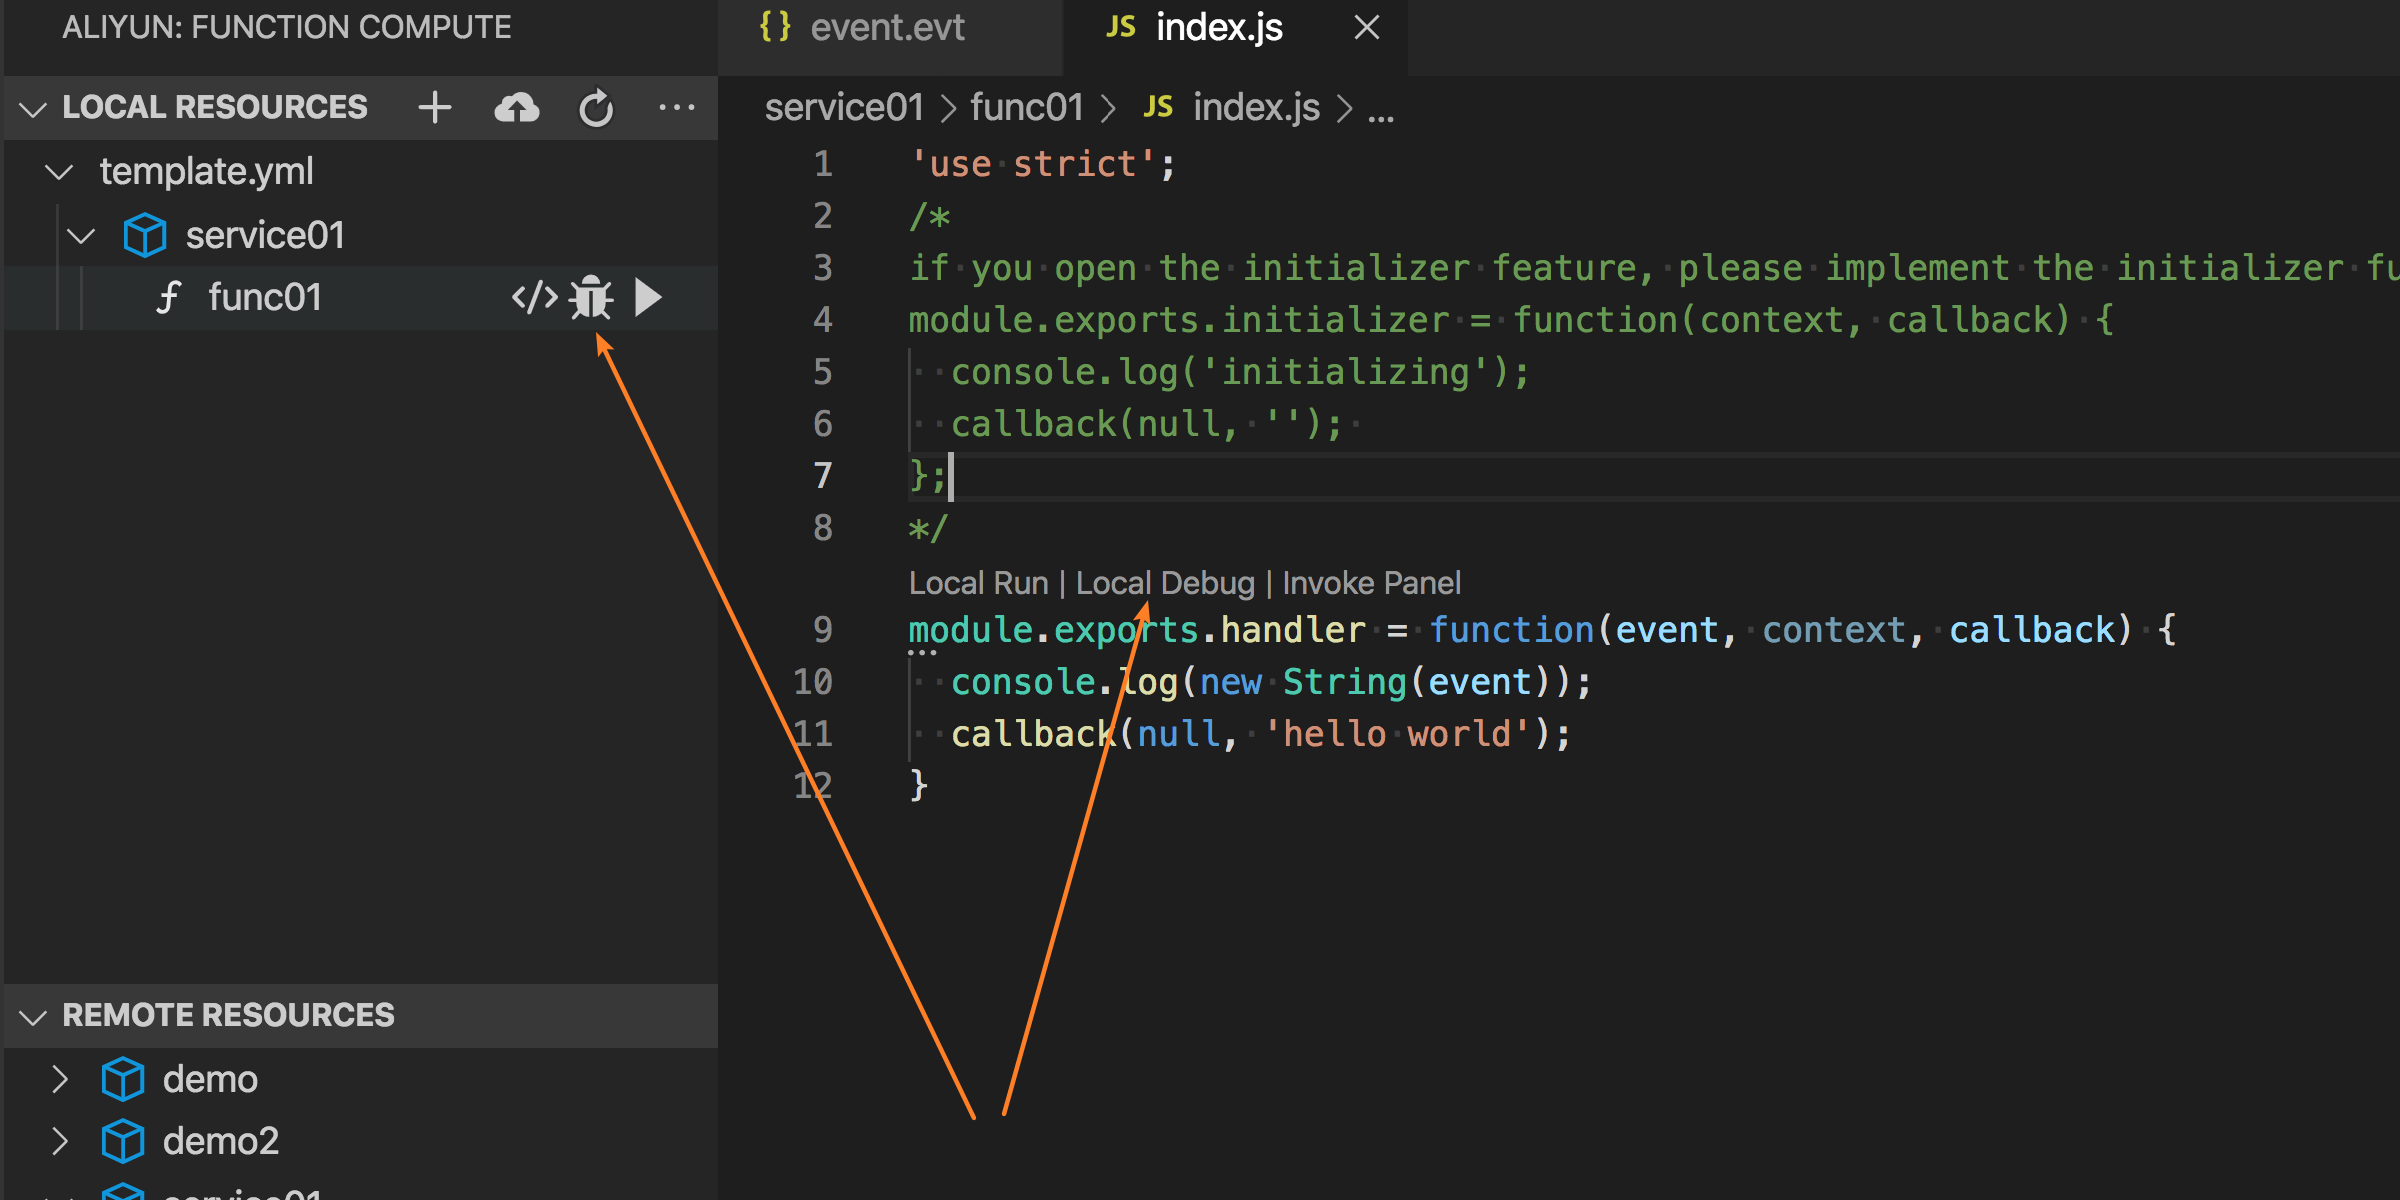 ALIYUN: FUNCTION COMPUTE
LOCAL RESOURCES
template.yml
service01
func01
REMOTE RESOURCES
demo
demo2
service01
{} event.evt
JS index.js
service01 > func01 > JS index.js > ...
1 'use strict';
2 /*
3 if you open the initializer feature, please implement the initializer fu
4 module.exports.initializer = function(context, callback) {
5 console.log('initializing');
6 callback(null, '');
7 };
8 */
Local Run | Local Debug | Invoke Panel
9 module.exports.handler = function(event, context, callback) {
10 console.log(new String(event));
11 callback(null, 'hello world');
12 }